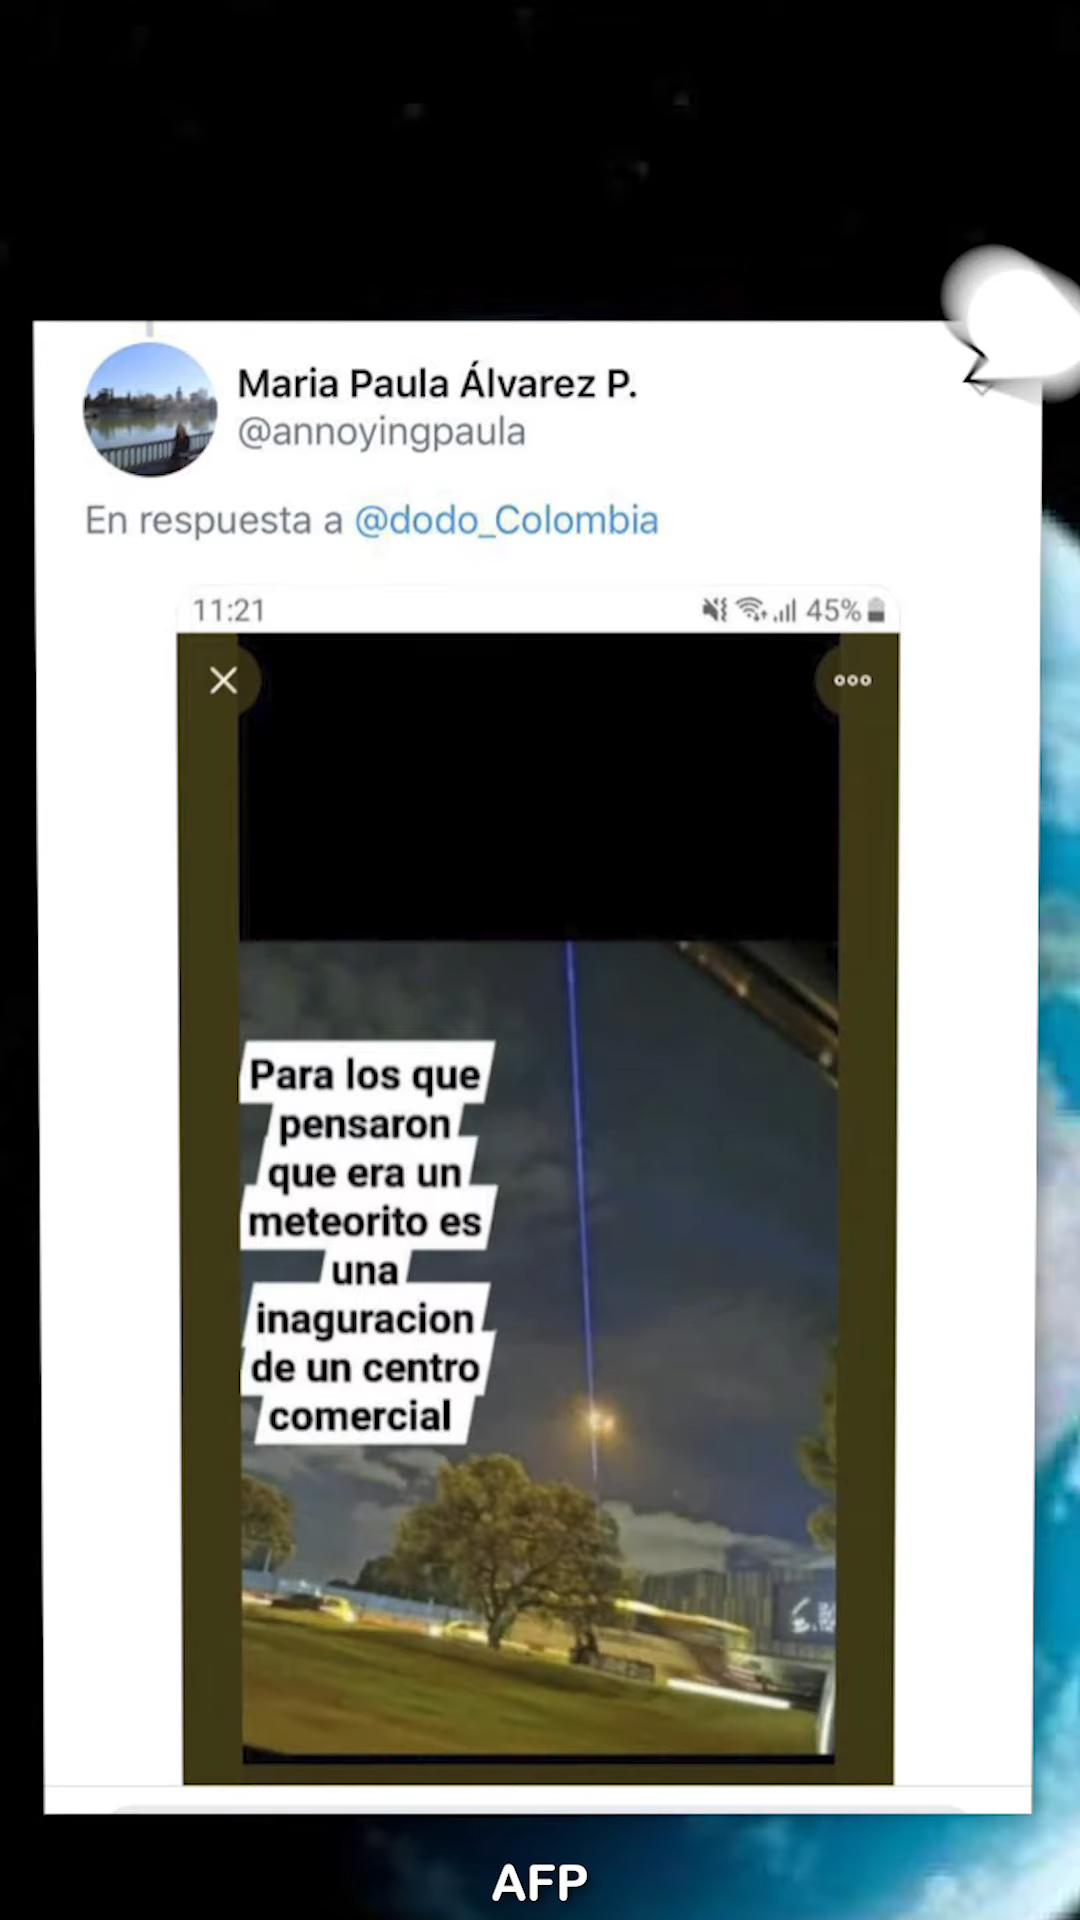 Maria Paula Álvarez P.
@annoyingpaula
En respuesta a @dodo_Colombia
11:21
45%
Para los que
pensaron
que era un
meteorito es
una
inaguracion
de un centro
comercial
AFP